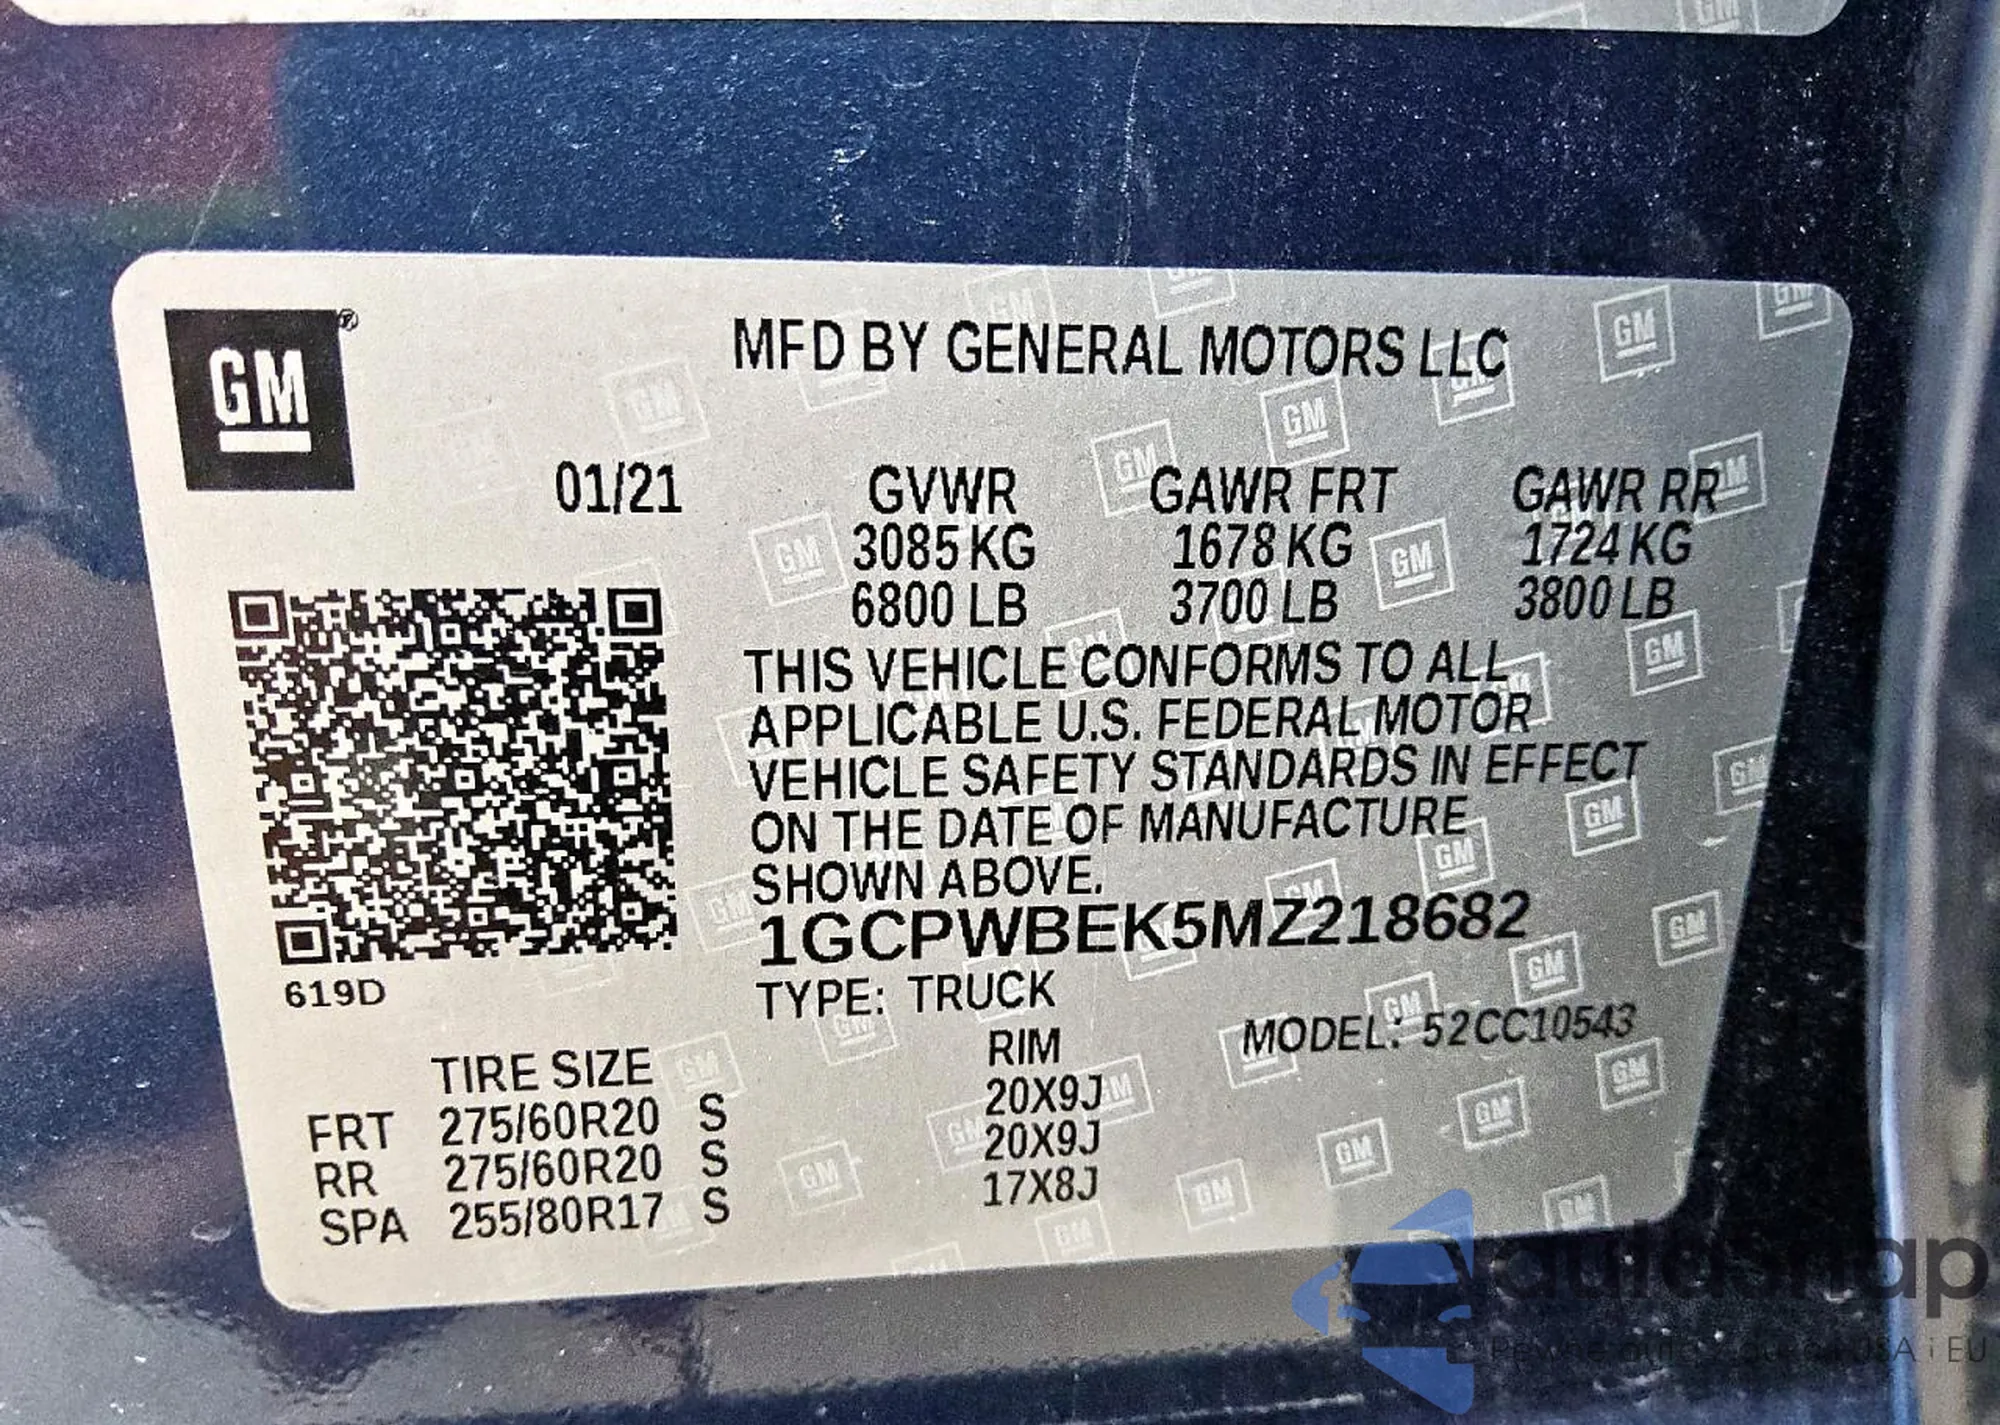 GM
MFD BY GENERAL MOTORS LLC
01/21 GVWR GAWR FRT GAWR RR
3085 KG 1678 KG 1724 KG
6800 LB 3700 LB 3800 LB
THIS VEHICLE CONFORMS TO ALL
APPLICABLE U.S. FEDERAL MOTOR
VEHICLE SAFETY STANDARDS IN EFFECT
ON THE DATE OF MANUFACTURE
SHOWN ABOVE.
1GCPWBEK5MZ218682
619D
TYPE: TRUCK
MODEL: 52CC10543
TIRE SIZE RIM
FRT 275/60R20 S 20X9J
RR 275/60R20 S 20X9J
SPA 255/80R17 S 17X8J
USA i EU